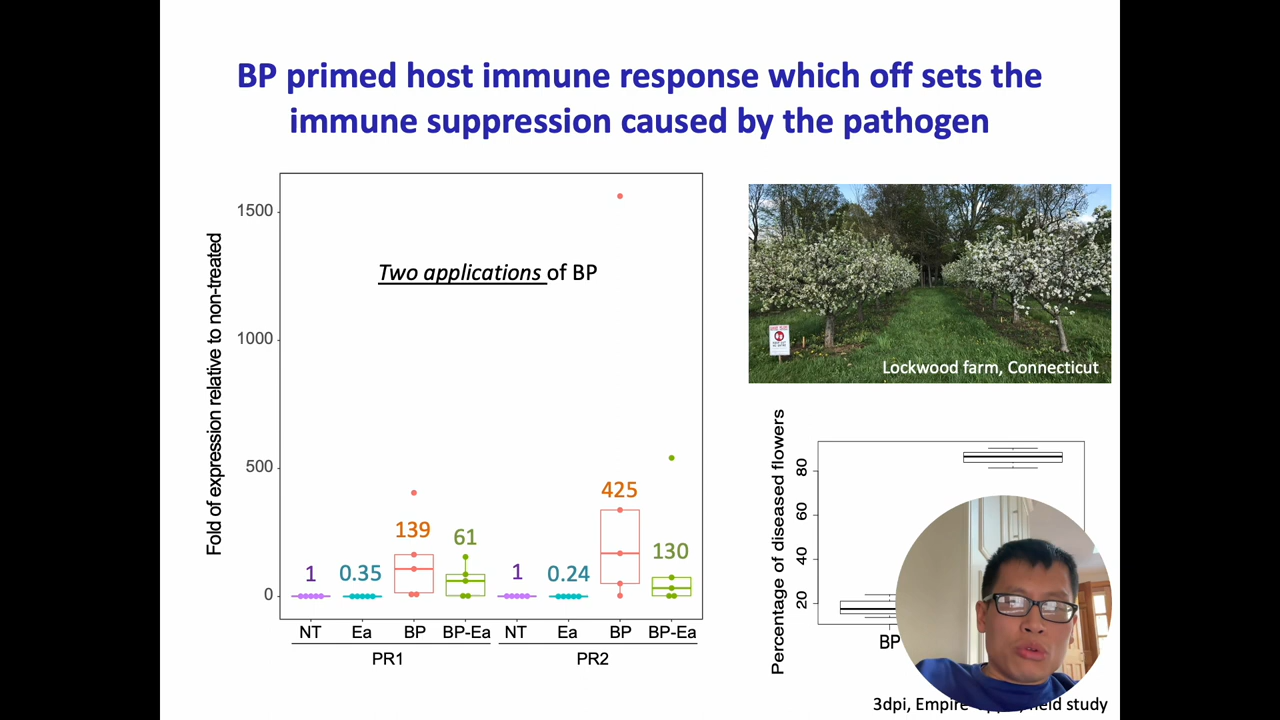 BP primed host immune response which off sets the
immune suppression caused by the pathogen
Fold of expression relative to non-treated
1500
1000
500
0
Two applications of BP
1
0.35
139
61
1
0.24
425
130
NT Ea BP BP-Ea NT Ea BP BP-Ea
PR1 PR2
Lockwood farm, Connecticut
Percentage of diseased flowers
80
60
40
20
BP
3dpi, Empire study